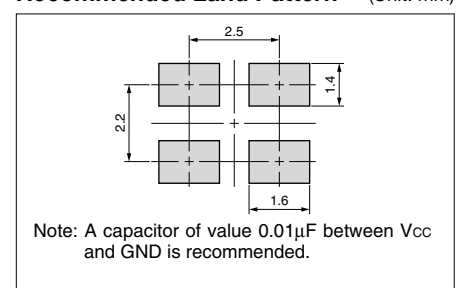 Recommended Land Pattern (Unit: mm)
2.5
1.4
2.2
1.6
Note: A capacitor of value 0.01μF between Vcc
and GND is recommended.